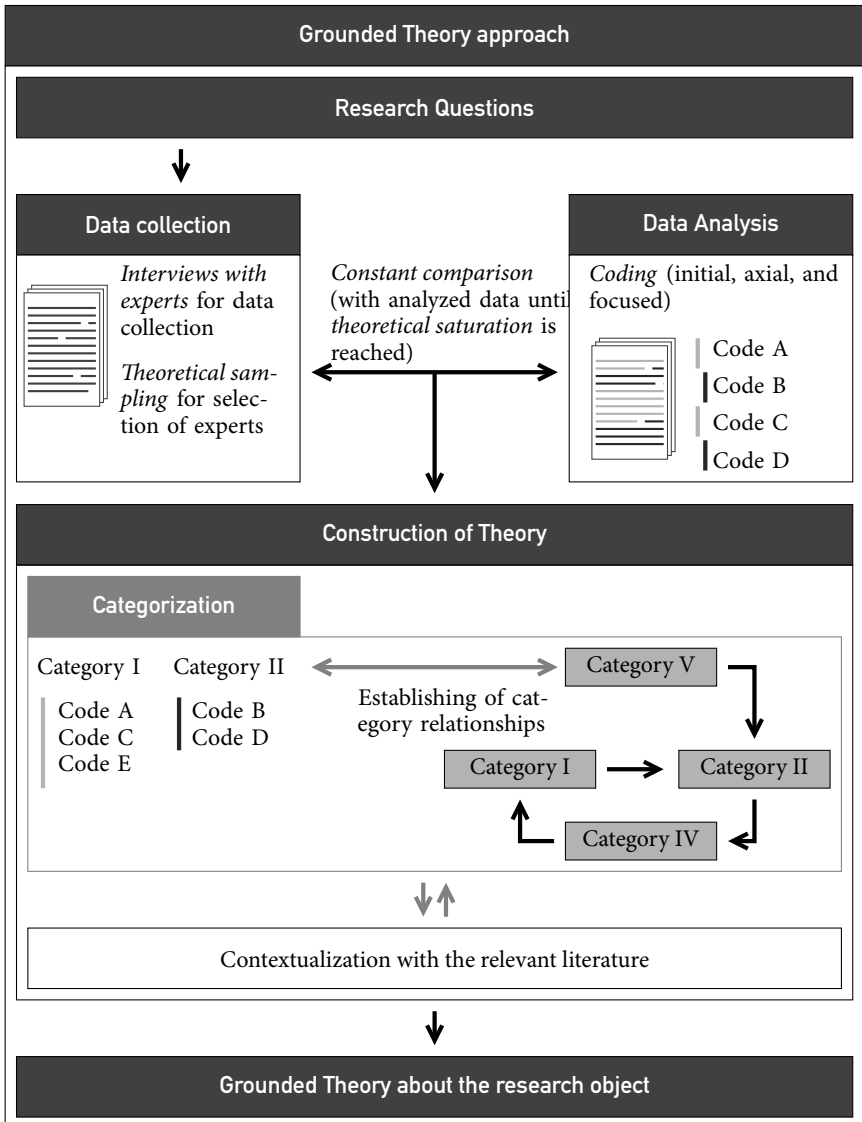 Grounded Theory approach
Research Questions
Data collection
Interviews with
experts for data
collection
Theoretical sam-
pling for selec-
tion of experts
Constant comparison
(with analyzed data until
theoretical saturation is
reached)
Data Analysis
Coding (initial, axial, and
focused)
Code A
Code B
Code C
Code D
Construction of Theory
Categorization
Category I
Code A
Code C
Code E
Category II
Code B
Code D
Establishing of cat-
egory relationships
Category V
Category I
Category II
Category IV
Contextualization with the relevant literature
Grounded Theory about the research object